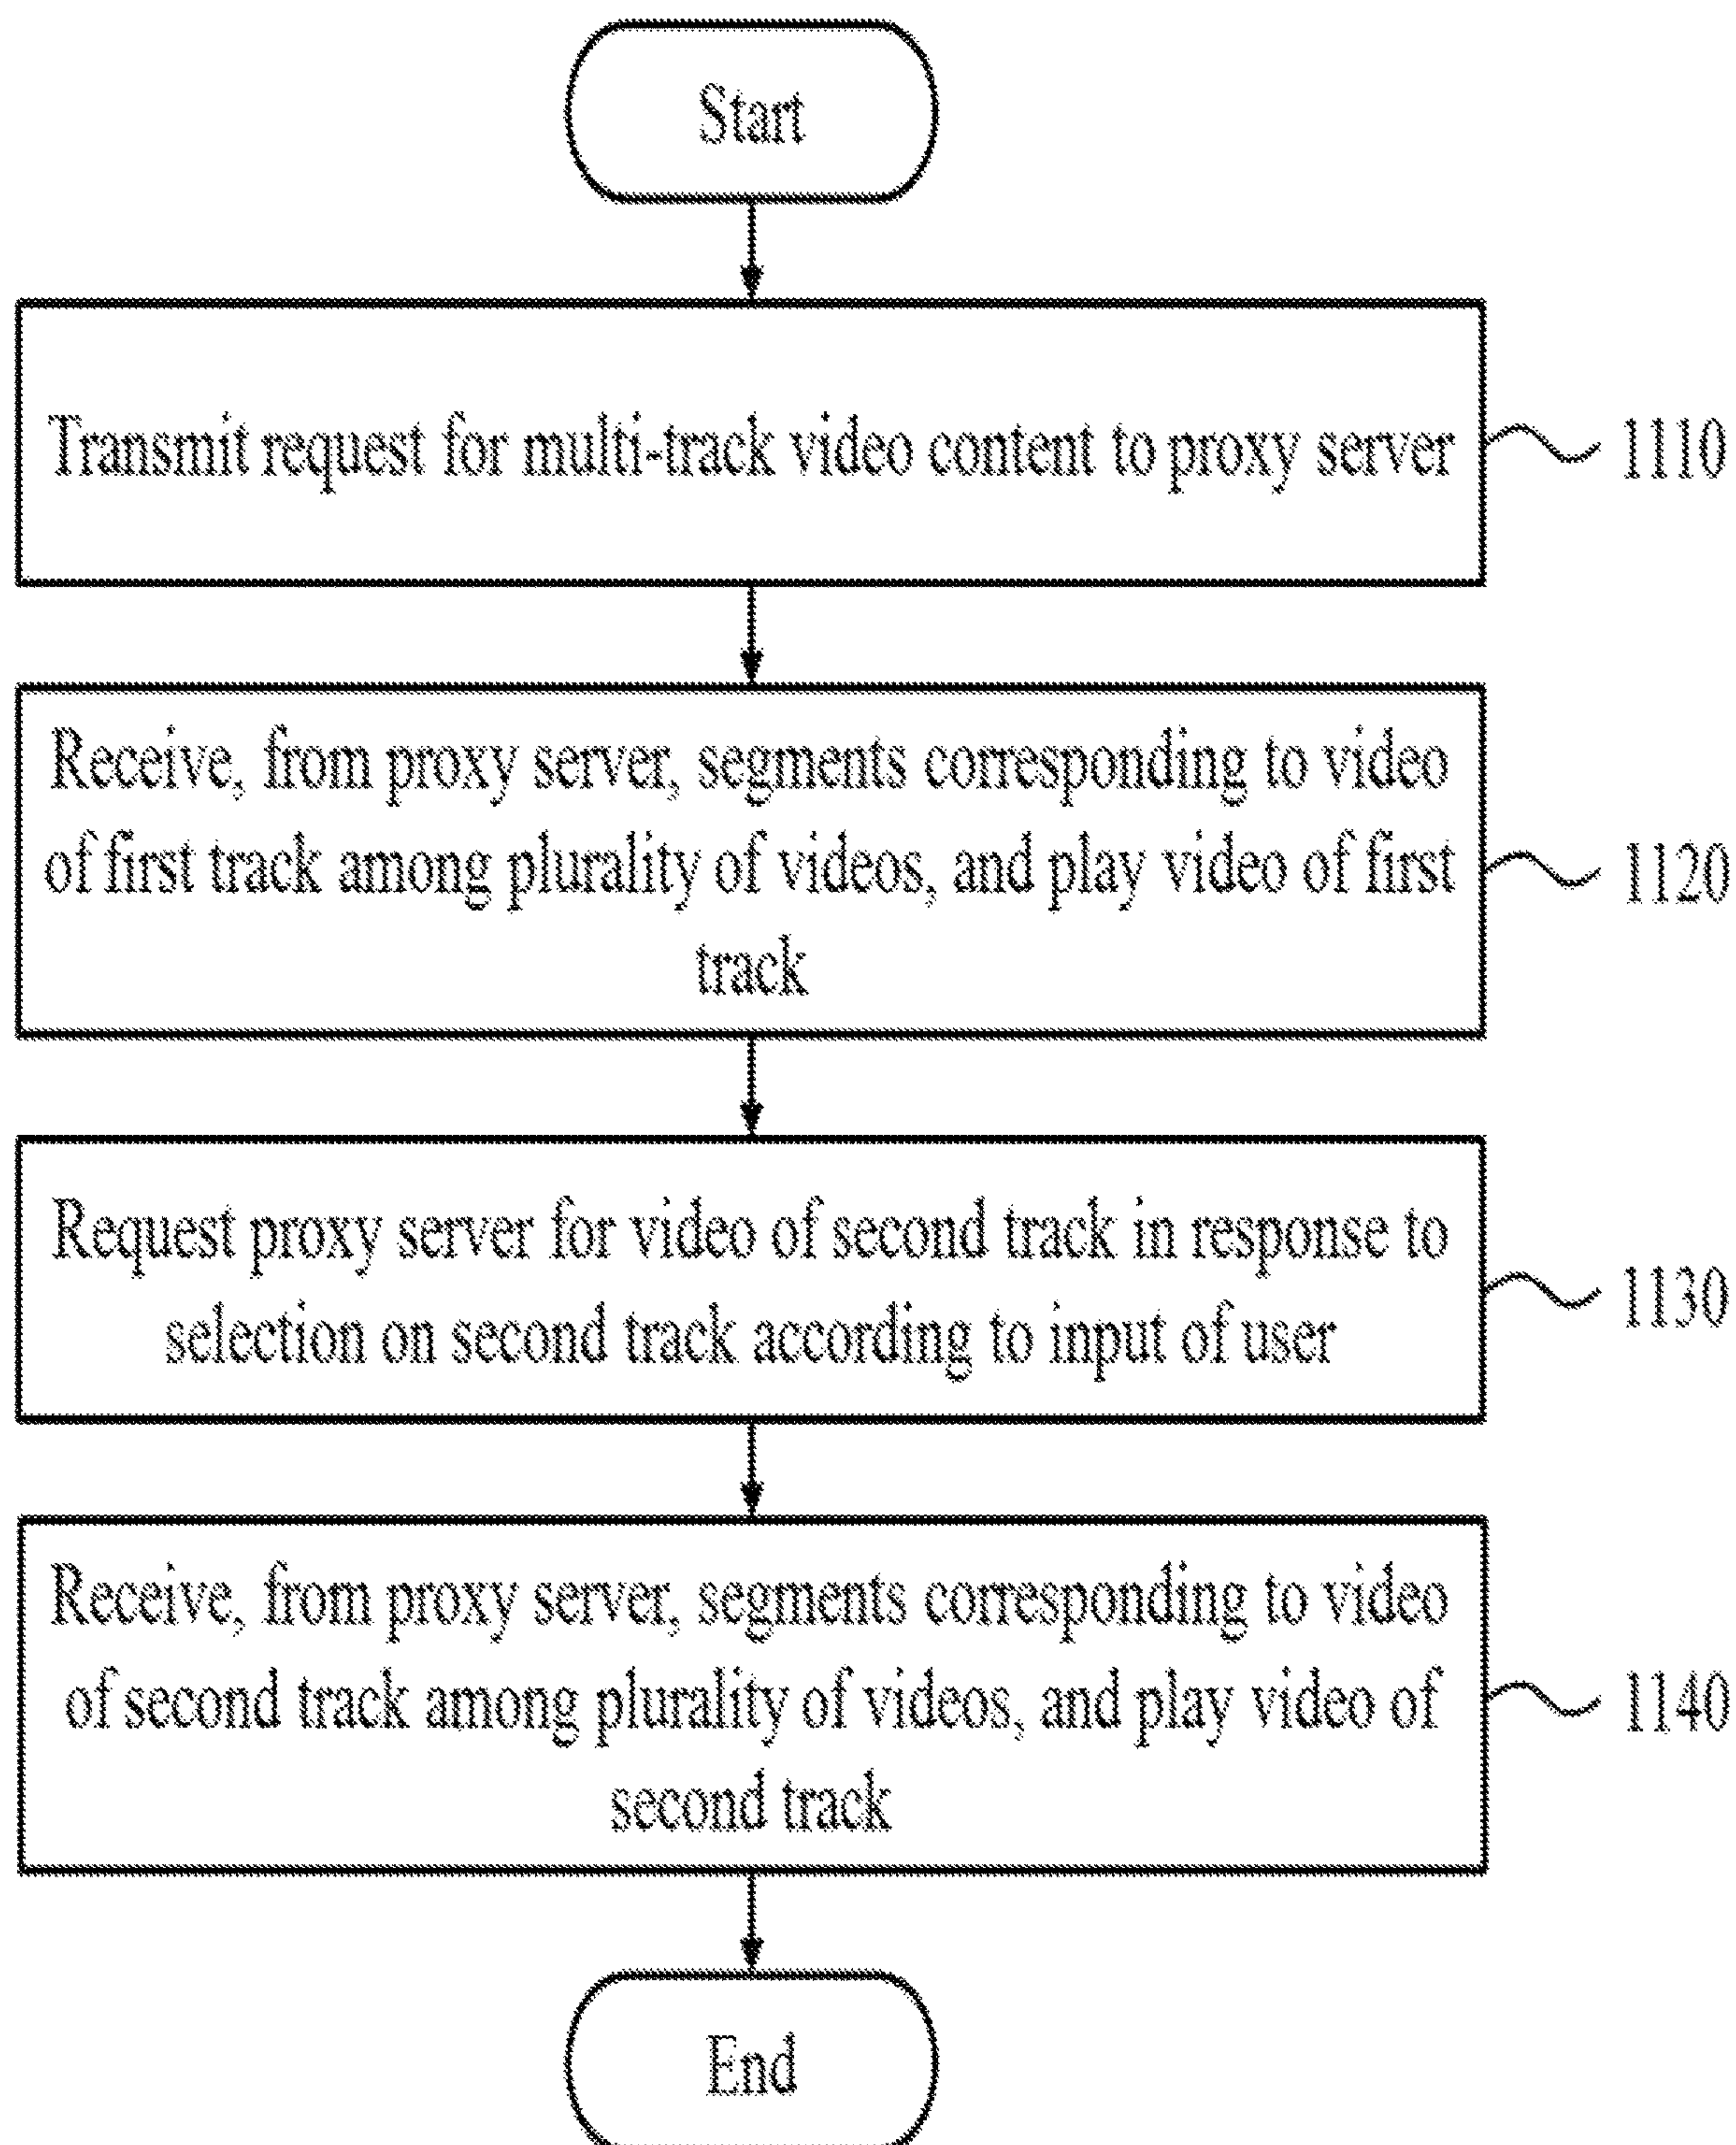 Start
Transmit request for multi-track video content to proxy server
1110
Receive, from proxy server, segments corresponding to video
of first track among plurality of videos, and play video of first
track
1120
Request proxy server for video of second track in response to
selection on second track according to input of user
1130
Receive, from proxy server, segments corresponding to video
of second track among plurality of videos, and play video of
second track
1140
End